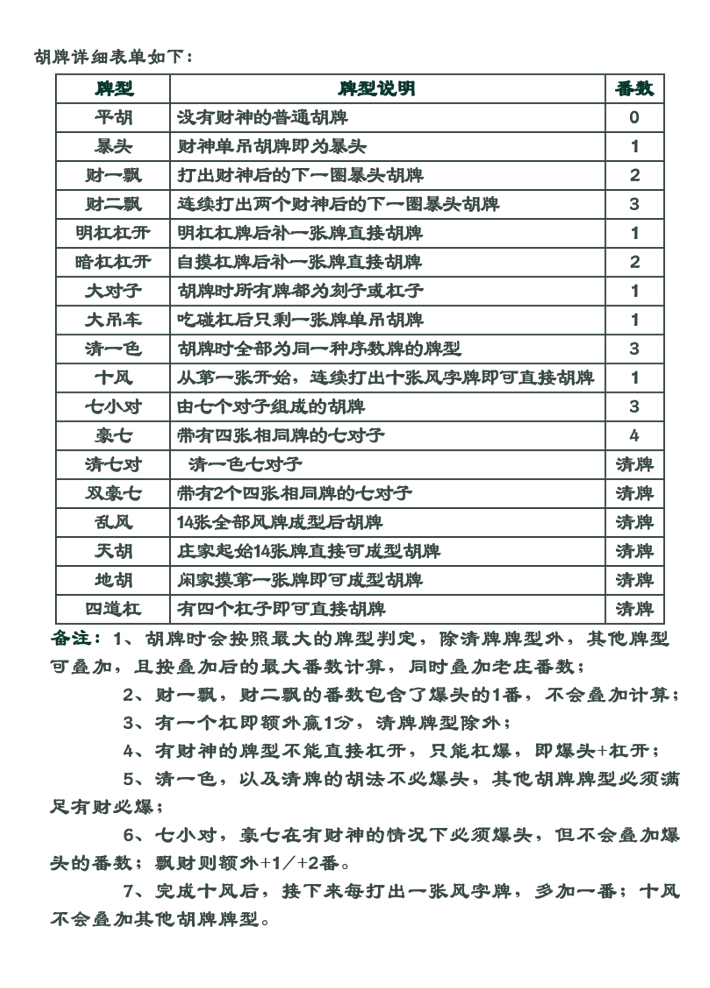 胡牌详细表单如下：
牌型 牌型说明 番数
平胡 没有财神的普通胡牌 0
暴头 财神单吊胡牌即为暴头 1
财一飘 打出财神后的下一圈暴头胡牌 2
财二飘 连续打出两个财神后的下一圈暴头胡牌 3
明杠杠开 明杠杠牌后补一张牌直接胡牌 1
暗杠杠开 自摸杠牌后补一张牌直接胡牌 2
大对子 胡牌时所有牌都为刻子或杠子 1
大吊车 吃碰杠后只剩一张牌单吊胡牌 1
清一色 胡牌时全部为同一种序数牌的牌型 3
十风 从第一张开始，连续打出十张风字牌即可直接胡牌 1
七小对 由七个对子组成的胡牌 3
豪七 带有四张相同牌的七对子 4
清七对 清一色七对子 清牌
双豪七 带有2个四张相同牌的七对子 清牌
乱风 14张全部风牌成型后胡牌 清牌
天胡 庄家起始14张牌直接可成型胡牌 清牌
地胡 闲家摸第一张牌即可成型胡牌 清牌
四道杠 有四个杠子即可直接胡牌 清牌
备注：1、胡牌时会按照最大的牌型判定，除清牌牌型外，其他牌型
可叠加，且按叠加后的最大番数计算，同时叠加老庄番数；
2、财一飘，财二飘的番数包含了爆头的1番，不会叠加计算；
3、有一个杠即额外赢1分，清牌牌型除外；
4、有财神的牌型不能直接杠开，只能杠爆，即爆头+杠开；
5、清一色，以及清牌的胡法不必爆头，其他胡牌牌型必须满
足有财必爆；
6、七小对，豪七在有财神的情况下必须爆头，但不会叠加爆
头的番数；飘财则额外+1/+2番。
7、完成十风后，接下来每打出一张风字牌，多加一番；十风
不会叠加其他胡牌牌型。